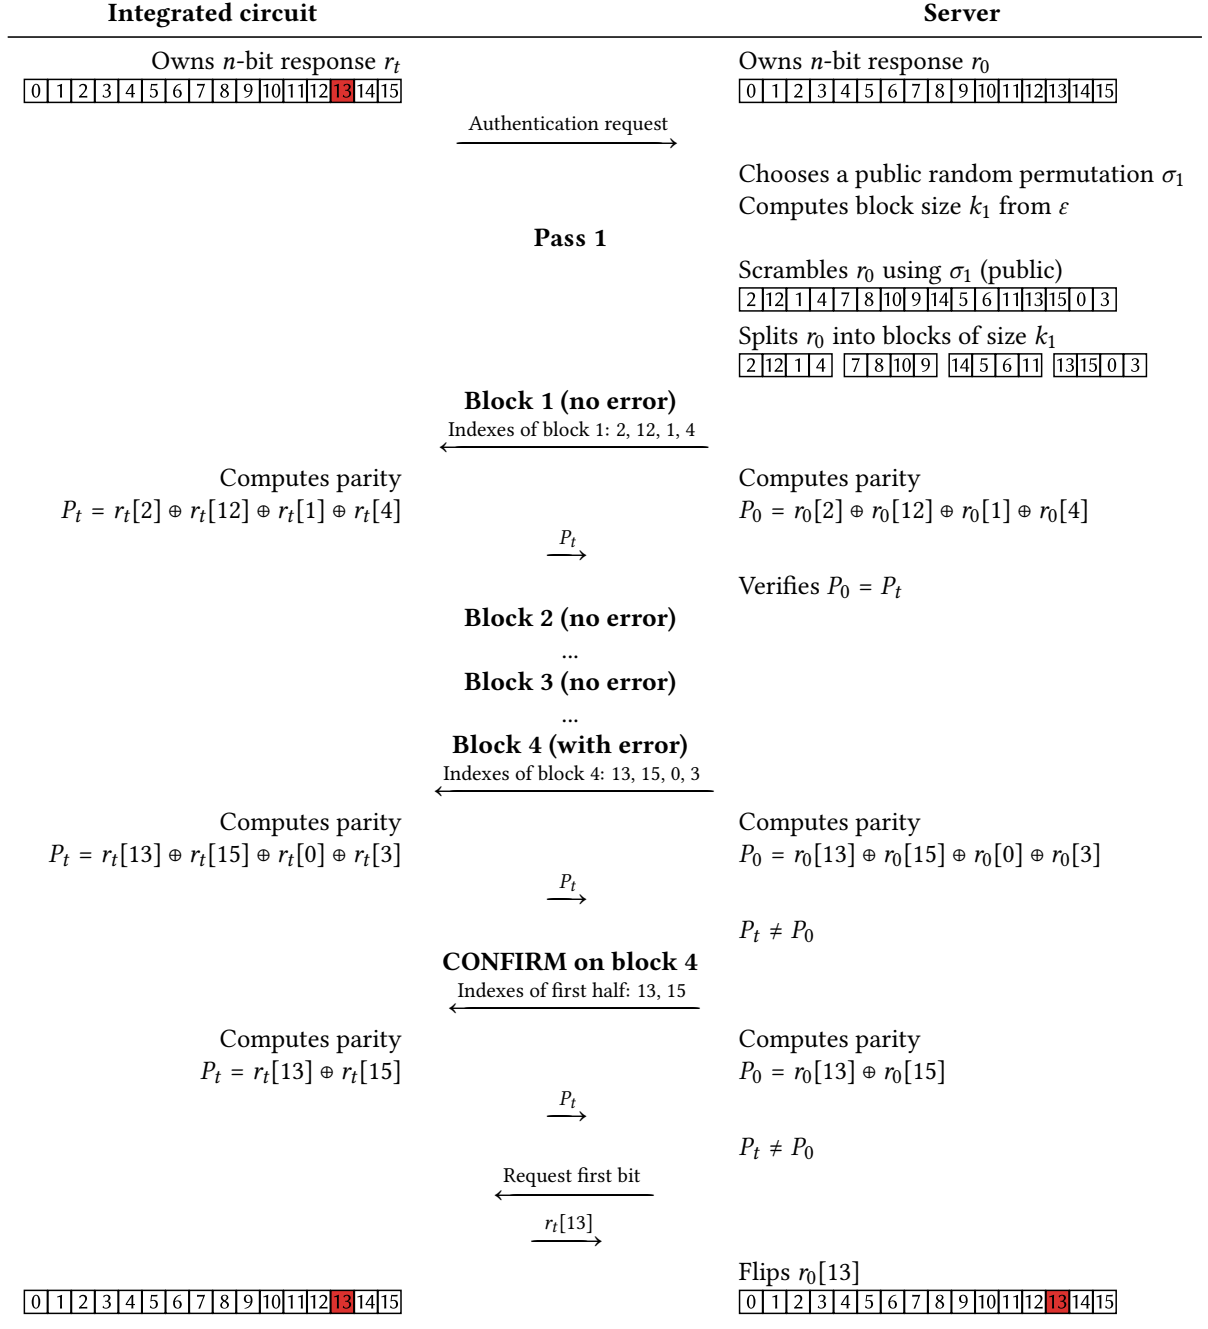 Integrated circuit Server
Owns n-bit response r_t Owns n-bit response r_0
0 1 2 3 4 5 6 7 8 9 10 11 12 13 14 15 0 1 2 3 4 5 6 7 8 9 10 11 12 13 14 15
Authentication request
Chooses a public random permutation σ_1
Computes block size k_1 from ε
Pass 1
Scrambles r_0 using σ_1 (public)
2 12 1 4 7 8 10 9 14 5 6 11 13 15 0 3
Splits r_0 into blocks of size k_1
2 12 1 4 7 8 10 9 14 5 6 11 13 15 0 3
Block 1 (no error)
Indexes of block 1: 2, 12, 1, 4
Computes parity Computes parity
P_t = r_t[2] ⊕ r_t[12] ⊕ r_t[1] ⊕ r_t[4] P_0 = r_0[2] ⊕ r_0[12] ⊕ r_0[1] ⊕ r_0[4]
P_t
Verifies P_0 = P_t
Block 2 (no error)
...
Block 3 (no error)
...
Block 4 (with error)
Indexes of block 4: 13, 15, 0, 3
Computes parity Computes parity
P_t = r_t[13] ⊕ r_t[15] ⊕ r_t[0] ⊕ r_t[3] P_0 = r_0[13] ⊕ r_0[15] ⊕ r_0[0] ⊕ r_0[3]
P_t
P_t ≠ P_0
CONFIRM on block 4
Indexes of first half: 13, 15
Computes parity Computes parity
P_t = r_t[13] ⊕ r_t[15] P_0 = r_0[13] ⊕ r_0[15]
P_t
P_t ≠ P_0
Request first bit
r_t[13]
Flips r_0[13]
0 1 2 3 4 5 6 7 8 9 10 11 12 13 14 15 0 1 2 3 4 5 6 7 8 9 10 11 12 13 14 15